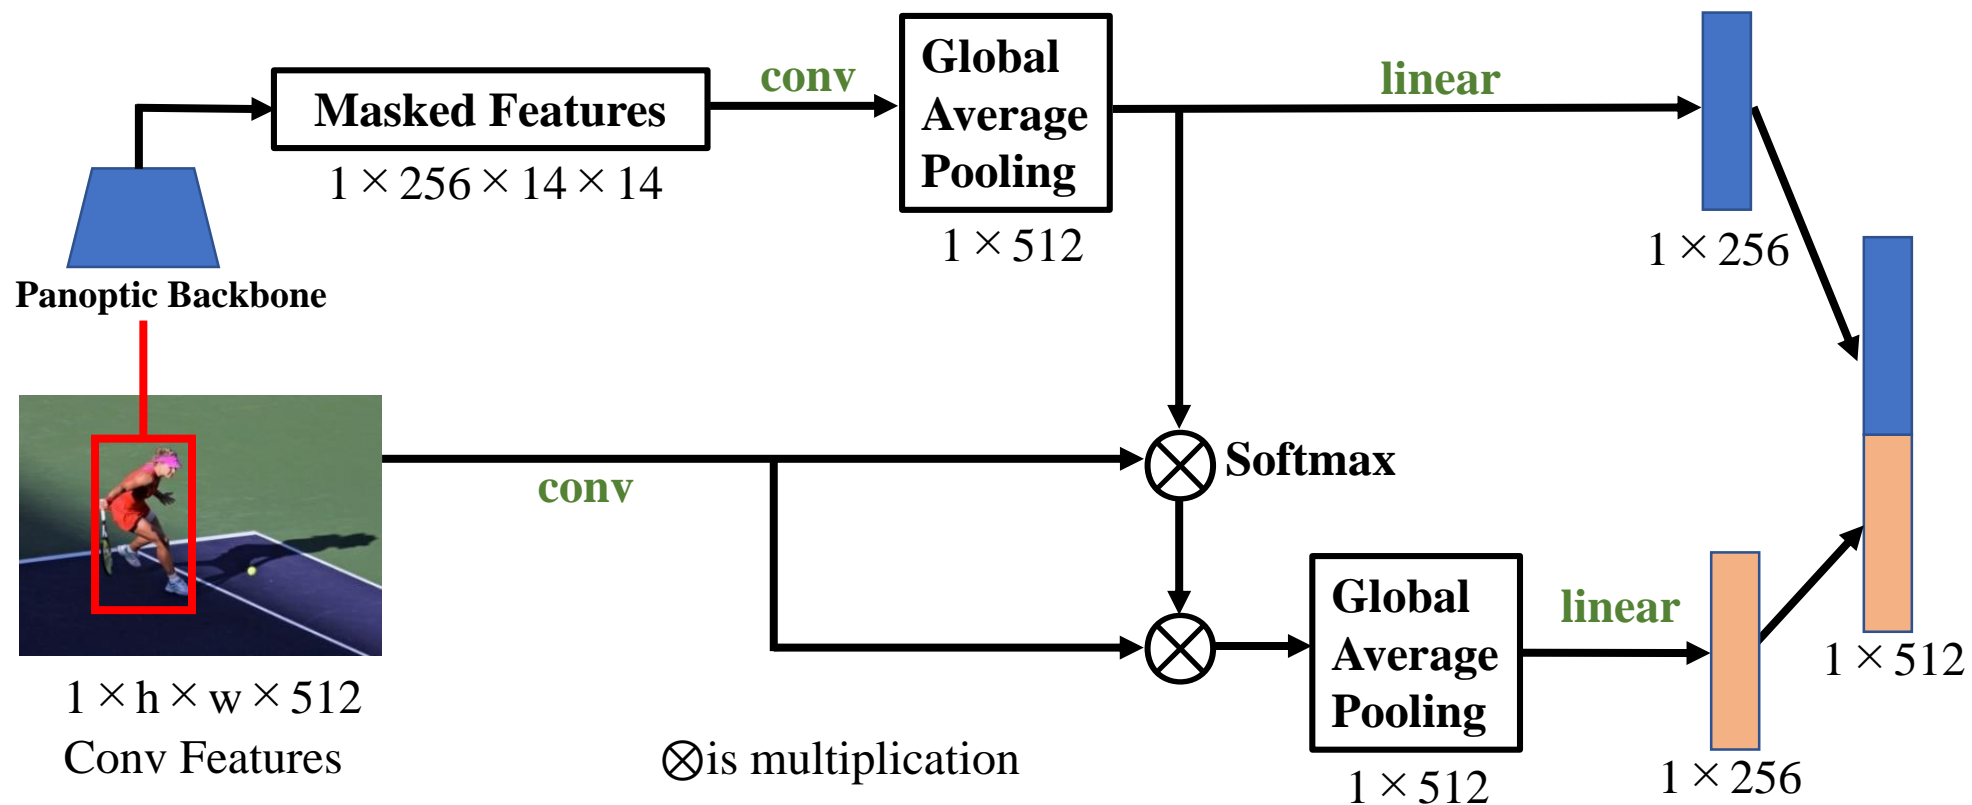 Global
Average
Pooling
conv
linear
Masked Features
1 × 256 × 14 × 14
1 × 512
1 × 256
Panoptic Backbone
Softmax
conv
Global
Average
Pooling
linear
1 × 512
1 × h × w × 512
Conv Features
⊗is multiplication
1 × 512
1 × 256